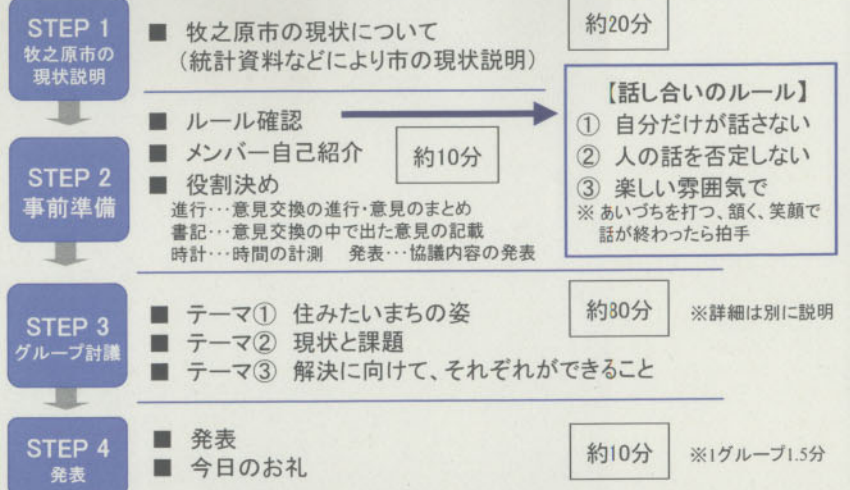 STEP 1
牧之原市の
現状説明
■ 牧之原市の現状について
(統計資料などにより市の現状説明)
約20分
STEP 2
事前準備
■ ルール確認
■ メンバー自己紹介
■ 役割決め
約10分
進行･･･意見交換の進行・意見のまとめ
書記･･･意見交換の中で出た意見の記載
時計･･･時間の計測 発表･･･協議内容の発表
【話し合いのルール】
① 自分だけが話さない
② 人の話を否定しない
③ 楽しい雰囲気で
※ あいづちを打つ、頷く、笑顔で
話が終わったら拍手
STEP 3
グループ討議
■ テーマ① 住みたいまちの姿
■ テーマ② 現状と課題
■ テーマ③ 解決に向けて、それぞれができること
約80分
※詳細は別に説明
STEP 4
発表
■ 発表
■ 今日のお礼
約10分
※1グループ1.5分